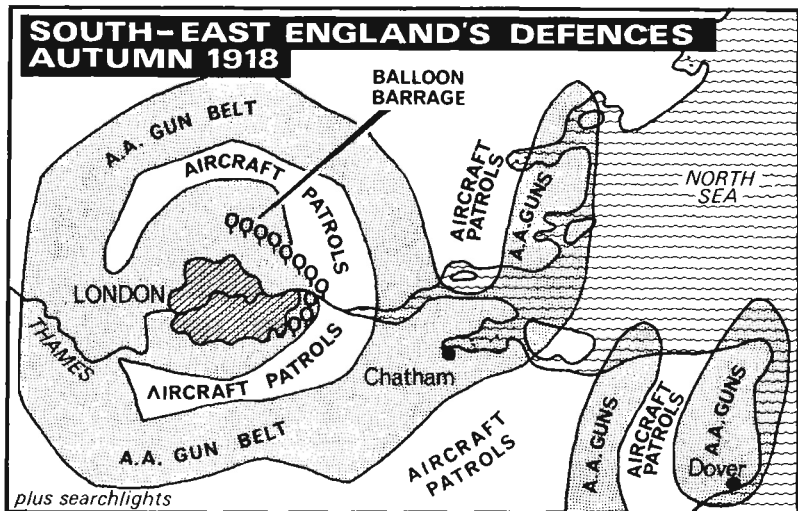 SOUTH-EAST ENGLAND'S DEFENCES
AUTUMN 1918
BALLOON
BARRAGE
A.A. GUN BELT
AIRCRAFT PATROLS
AIRCRAFT
PATROLS
A.A. GUNS
NORTH
SEA
LONDON
THAMES
AIRCRAFT PATROLS
Chatham
A.A. GUN BELT
AIRCRAFT
PATROLS
A.A. GUNS
AIRCRAFT
PATROLS
A.A. GUNS
Dover
plus searchlights